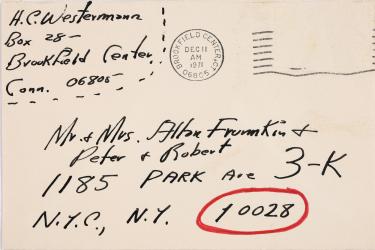 H.C. Westermann
Box 28-
Brookfield Center,
Conn. 06805-
BROOKFIELD CENTER, CT.
DEC 11
AM
1971
06805
Mr. & Mrs. Allan Frumkin &
Peter & Robert
3-K
1185 PARK Ave
N.Y.C., N.Y. 10028